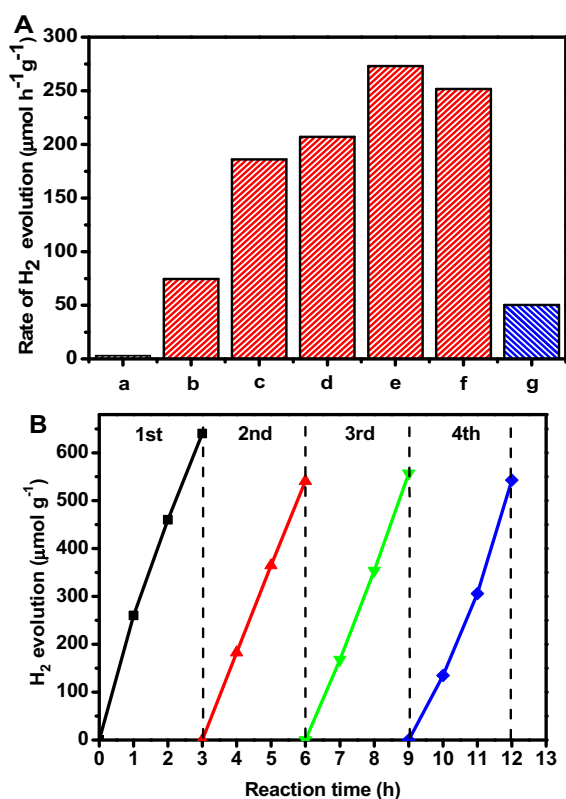 A
Rate of H₂ evolution (μmol h⁻¹g⁻¹)
300
250
200
150
100
50
0
a b c d e f g
B
1st 2nd 3rd 4th
H₂ evolution (μmol g⁻¹)
600
500
400
300
200
100
0
0 1 2 3 4 5 6 7 8 9 10 11 12 13
Reaction time (h)